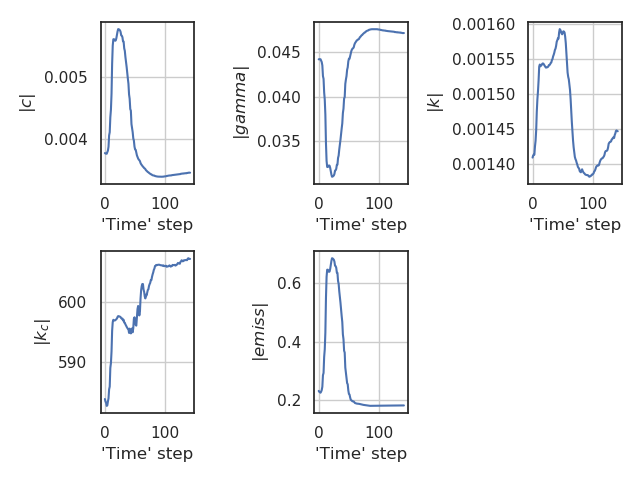 0.005
0.004
|c|
0 100
'Time' step
0.045
0.040
0.035
|gamma|
0 100
'Time' step
0.00160
0.00155
0.00150
0.00145
0.00140
|k|
0 100
'Time' step
600
590
|k_c|
0 100
'Time' step
0.6
0.4
0.2
|emiss|
0 100
'Time' step